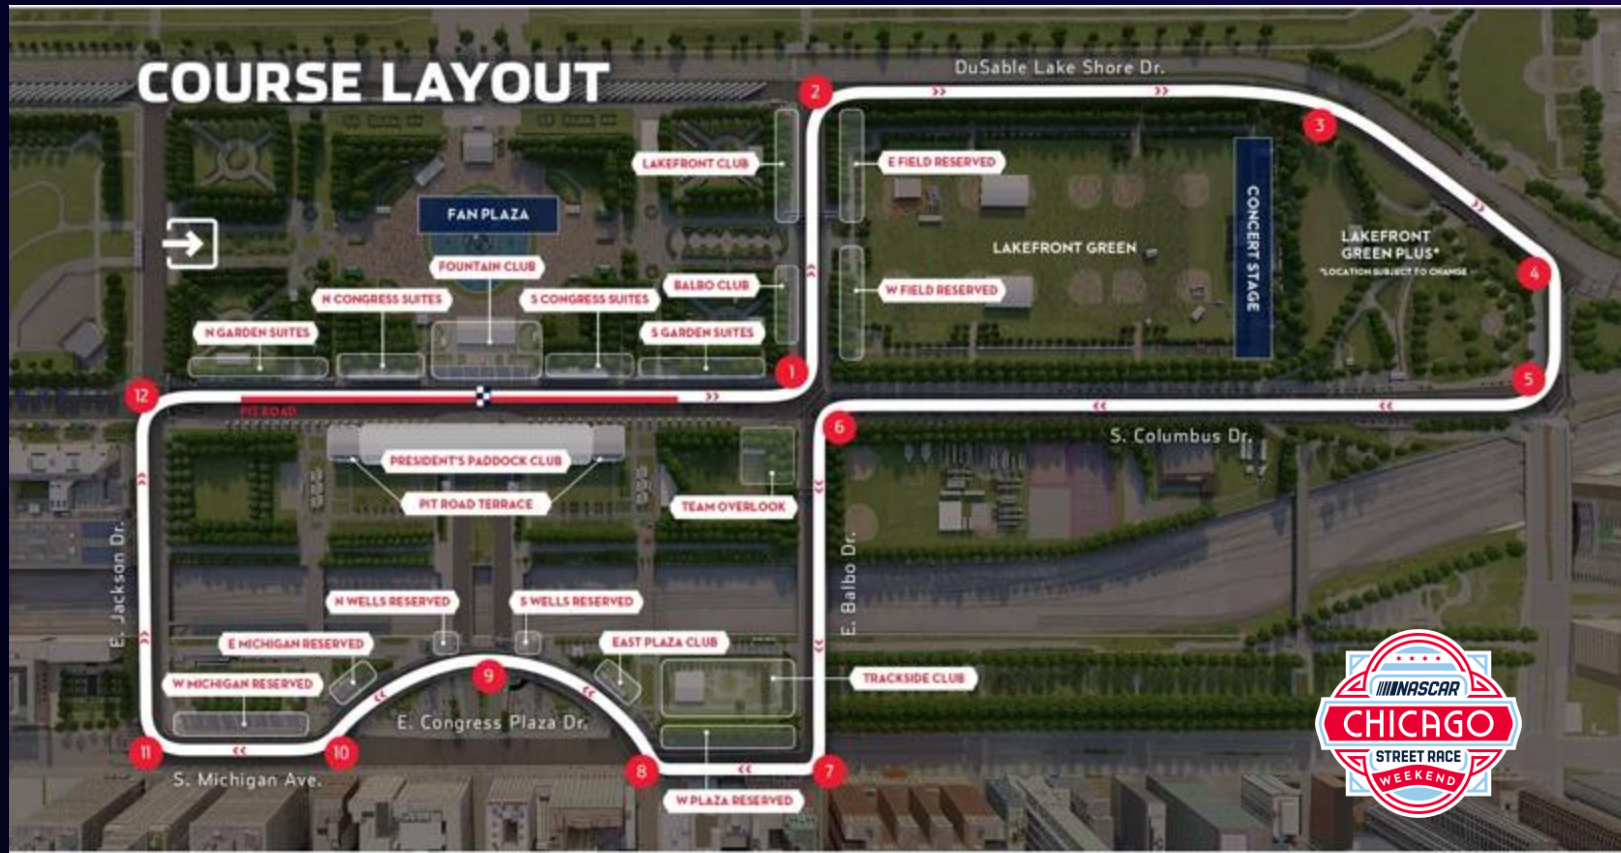 COURSE LAYOUT
DuSable Lake Shore Dr.
2
3
LAKEFRONT CLUB
E FIELD RESERVED
FAN PLAZA
CONCERT STAGE
LAKEFRONT GREEN
LAKEFRONT
GREEN PLUS*
*LOCATION SUBJECT TO CHANGE
4
FOUNTAIN CLUB
BALBO CLUB
W FIELD RESERVED
N CONGRESS SUITES
S CONGRESS SUITES
N GARDEN SUITES
S GARDEN SUITES
1
5
12
PIT ROAD
6
S. Columbus Dr.
PRESIDENT'S PADDOCK CLUB
PIT ROAD TERRACE
TEAM OVERLOOK
E. Jackson Dr.
E. Balbo Dr.
N WELLS RESERVED
S WELLS RESERVED
E MICHIGAN RESERVED
EAST PLAZA CLUB
W MICHIGAN RESERVED
9
TRACKSIDE CLUB
E. Congress Plaza Dr.
11
10
8
7
S. Michigan Ave.
W PLAZA RESERVED
NASCAR
CHICAGO
STREET RACE
WEEKEND